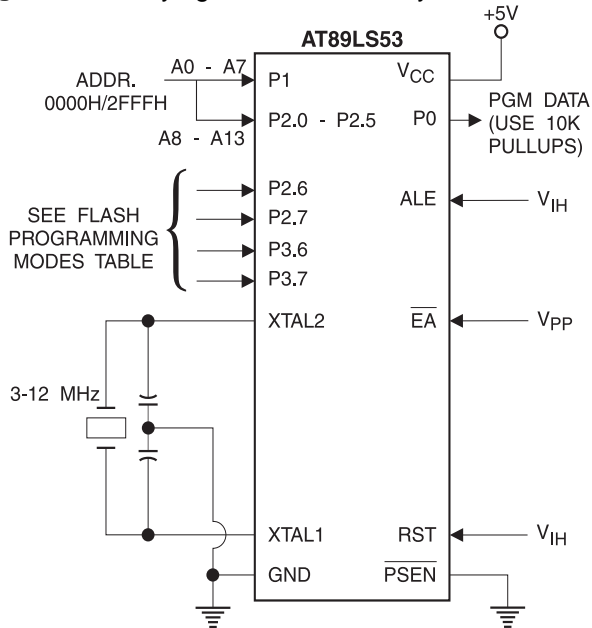 +5V
AT89LS53
ADDR.
0000H/2FFFH
A0 - A7
A8 - A13
P1
P2.0 - P2.5
VCC
P0
PGM DATA
(USE 10K
PULLUPS)
SEE FLASH
PROGRAMMING
MODES TABLE
P2.6
P2.7
P3.6
P3.7
ALE
VIH
XTAL2
EA
VPP
3-12 MHz
XTAL1
RST
VIH
GND
PSEN